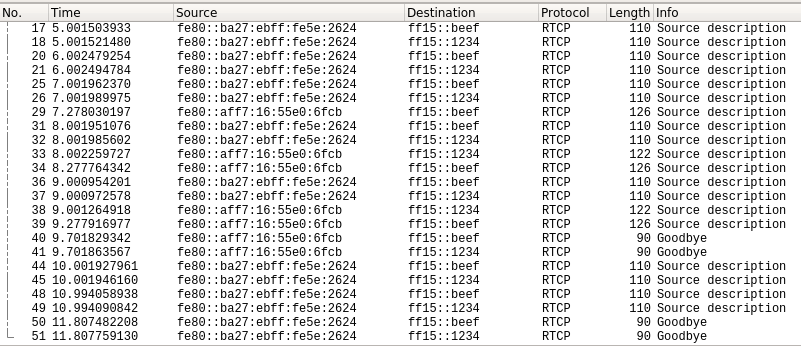 No. Time Source Destination Protocol Length Info
17 5.001503933 fe80::ba27:ebff:fe5e:2624 ff15::beef RTCP 110 Source description
18 5.001521480 fe80::ba27:ebff:fe5e:2624 ff15::1234 RTCP 110 Source description
20 6.002479254 fe80::ba27:ebff:fe5e:2624 ff15::beef RTCP 110 Source description
21 6.002494784 fe80::ba27:ebff:fe5e:2624 ff15::1234 RTCP 110 Source description
25 7.001962370 fe80::ba27:ebff:fe5e:2624 ff15::beef RTCP 110 Source description
26 7.001989975 fe80::ba27:ebff:fe5e:2624 ff15::1234 RTCP 110 Source description
29 7.278030197 fe80::aff7:16:55e0:6fcb ff15::beef RTCP 126 Source description
31 8.001951076 fe80::ba27:ebff:fe5e:2624 ff15::beef RTCP 110 Source description
32 8.001985602 fe80::ba27:ebff:fe5e:2624 ff15::1234 RTCP 110 Source description
33 8.002259727 fe80::aff7:16:55e0:6fcb ff15::1234 RTCP 122 Source description
34 8.277764342 fe80::aff7:16:55e0:6fcb ff15::beef RTCP 126 Source description
36 9.000954201 fe80::ba27:ebff:fe5e:2624 ff15::beef RTCP 110 Source description
37 9.000972578 fe80::ba27:ebff:fe5e:2624 ff15::1234 RTCP 110 Source description
38 9.001264918 fe80::aff7:16:55e0:6fcb ff15::1234 RTCP 122 Source description
39 9.277916977 fe80::aff7:16:55e0:6fcb ff15::beef RTCP 126 Source description
40 9.701829342 fe80::aff7:16:55e0:6fcb ff15::beef RTCP 90 Goodbye
41 9.701863567 fe80::aff7:16:55e0:6fcb ff15::1234 RTCP 90 Goodbye
44 10.001927961 fe80::ba27:ebff:fe5e:2624 ff15::beef RTCP 110 Source description
45 10.001946160 fe80::ba27:ebff:fe5e:2624 ff15::1234 RTCP 110 Source description
48 10.994058938 fe80::ba27:ebff:fe5e:2624 ff15::beef RTCP 110 Source description
49 10.994090842 fe80::ba27:ebff:fe5e:2624 ff15::1234 RTCP 110 Source description
50 11.807482208 fe80::ba27:ebff:fe5e:2624 ff15::beef RTCP 90 Goodbye
51 11.807759130 fe80::ba27:ebff:fe5e:2624 ff15::1234 RTCP 90 Goodbye